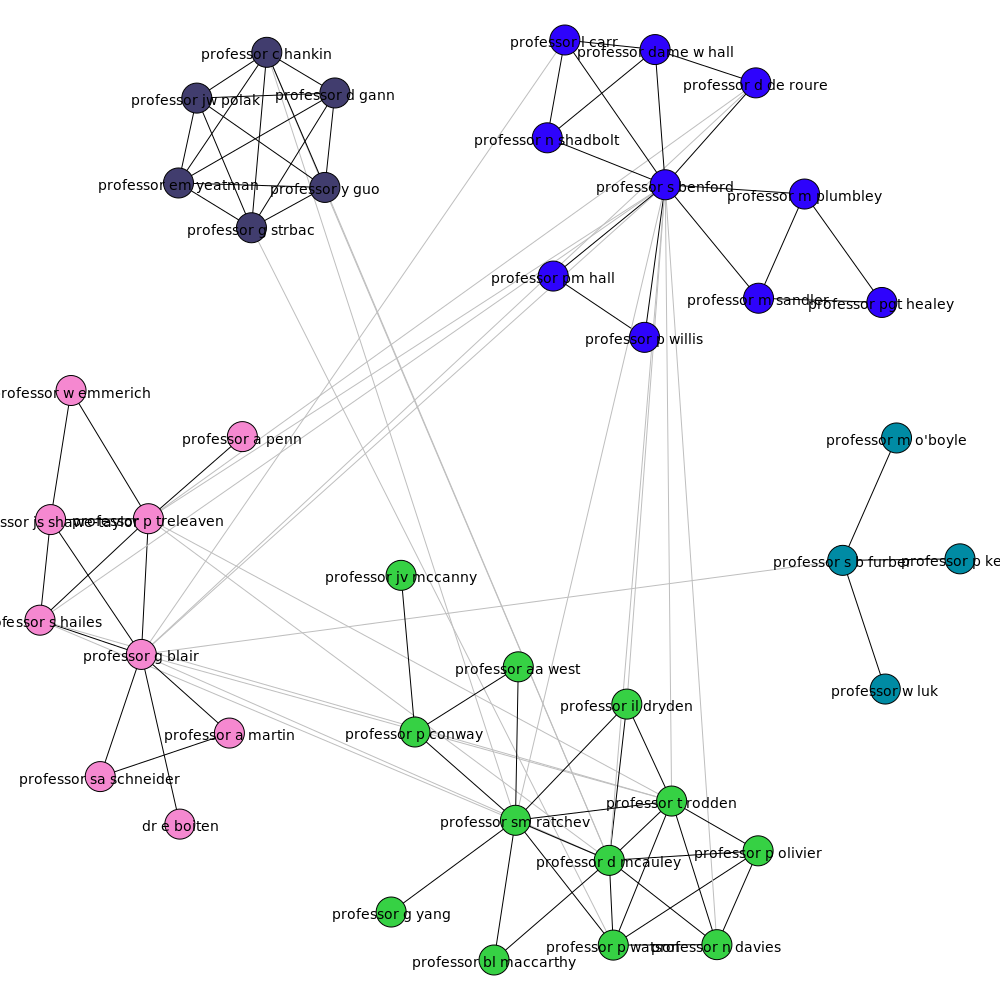 professor l carr
professor dame w hall
professor c hankin
professor d de roure
professor jw polak
professor d gann
professor n shadbolt
professor em yeatman
professor y guo
professor s benford
professor m plumbley
professor g strbac
professor pm hall
professor m sandler
professor pgt healey
professor p willis
rofessor w emmerich
professor a penn
professor m o'boyle
ssor js shawe-taylor
professor p treleaven
professor s b furber
professor p ke
professor jv mccanny
ofessor s hailes
professor g blair
professor aa west
professor w luk
professor il dryden
professor a martin
professor p conway
professor sa schneider
professor t rodden
dr e bolten
professor sm ratchev
professor d mcauley
professor p olivier
professor g yang
professor p watson
professor n davies
professor bl maccarthy